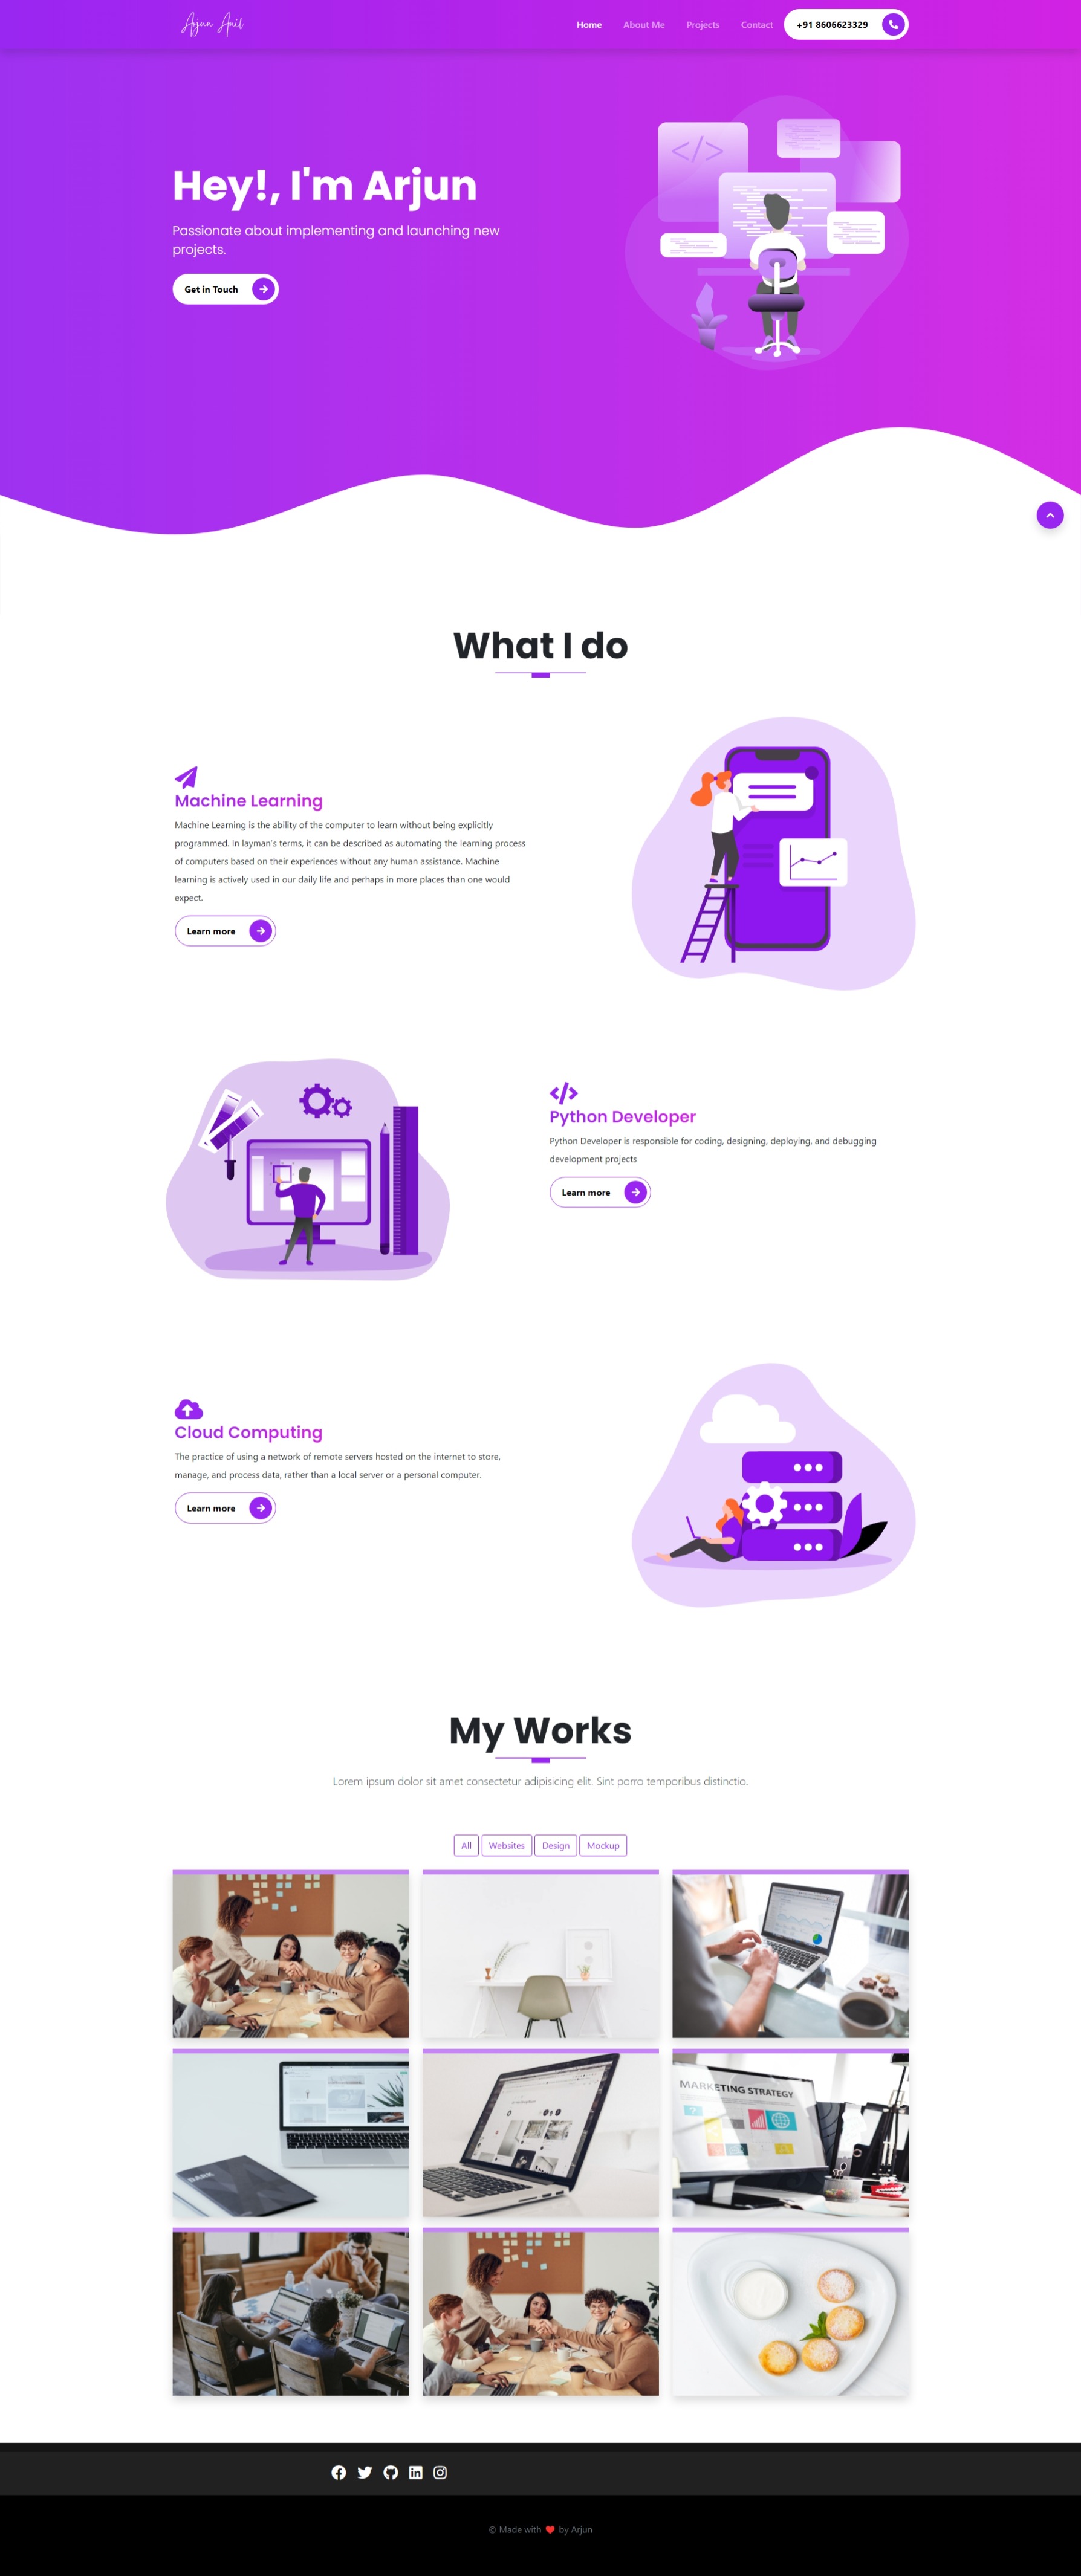 Arjun Anil
Home About Me Projects Contact +91 8606623329
Hey!, I'm Arjun
Passionate about implementing and launching new
projects.
Get in Touch
</>
What I do
Machine Learning
Machine Learning is the ability of the computer to learn without being explicitly
programmed. In layman's terms, it can be described as automating the learning process
of computers based on their experiences without any human assistance. Machine
learning is actively used in our daily life and perhaps in more places than one would
expect.
Learn more
Python Developer
Python Developer is responsible for coding, designing, deploying, and debugging
development projects
Learn more
Cloud Computing
The practice of using a network of remote servers hosted on the internet to store,
manage, and process data, rather than a local server or a personal computer.
Learn more
My Works
Lorem ipsum dolor sit amet consectetur adipisicing elit. Sint porro temporibus distinctio.
All Websites Design Mockup
MARKETING STRATEGY
DARK
© Made with ❤ by Arjun